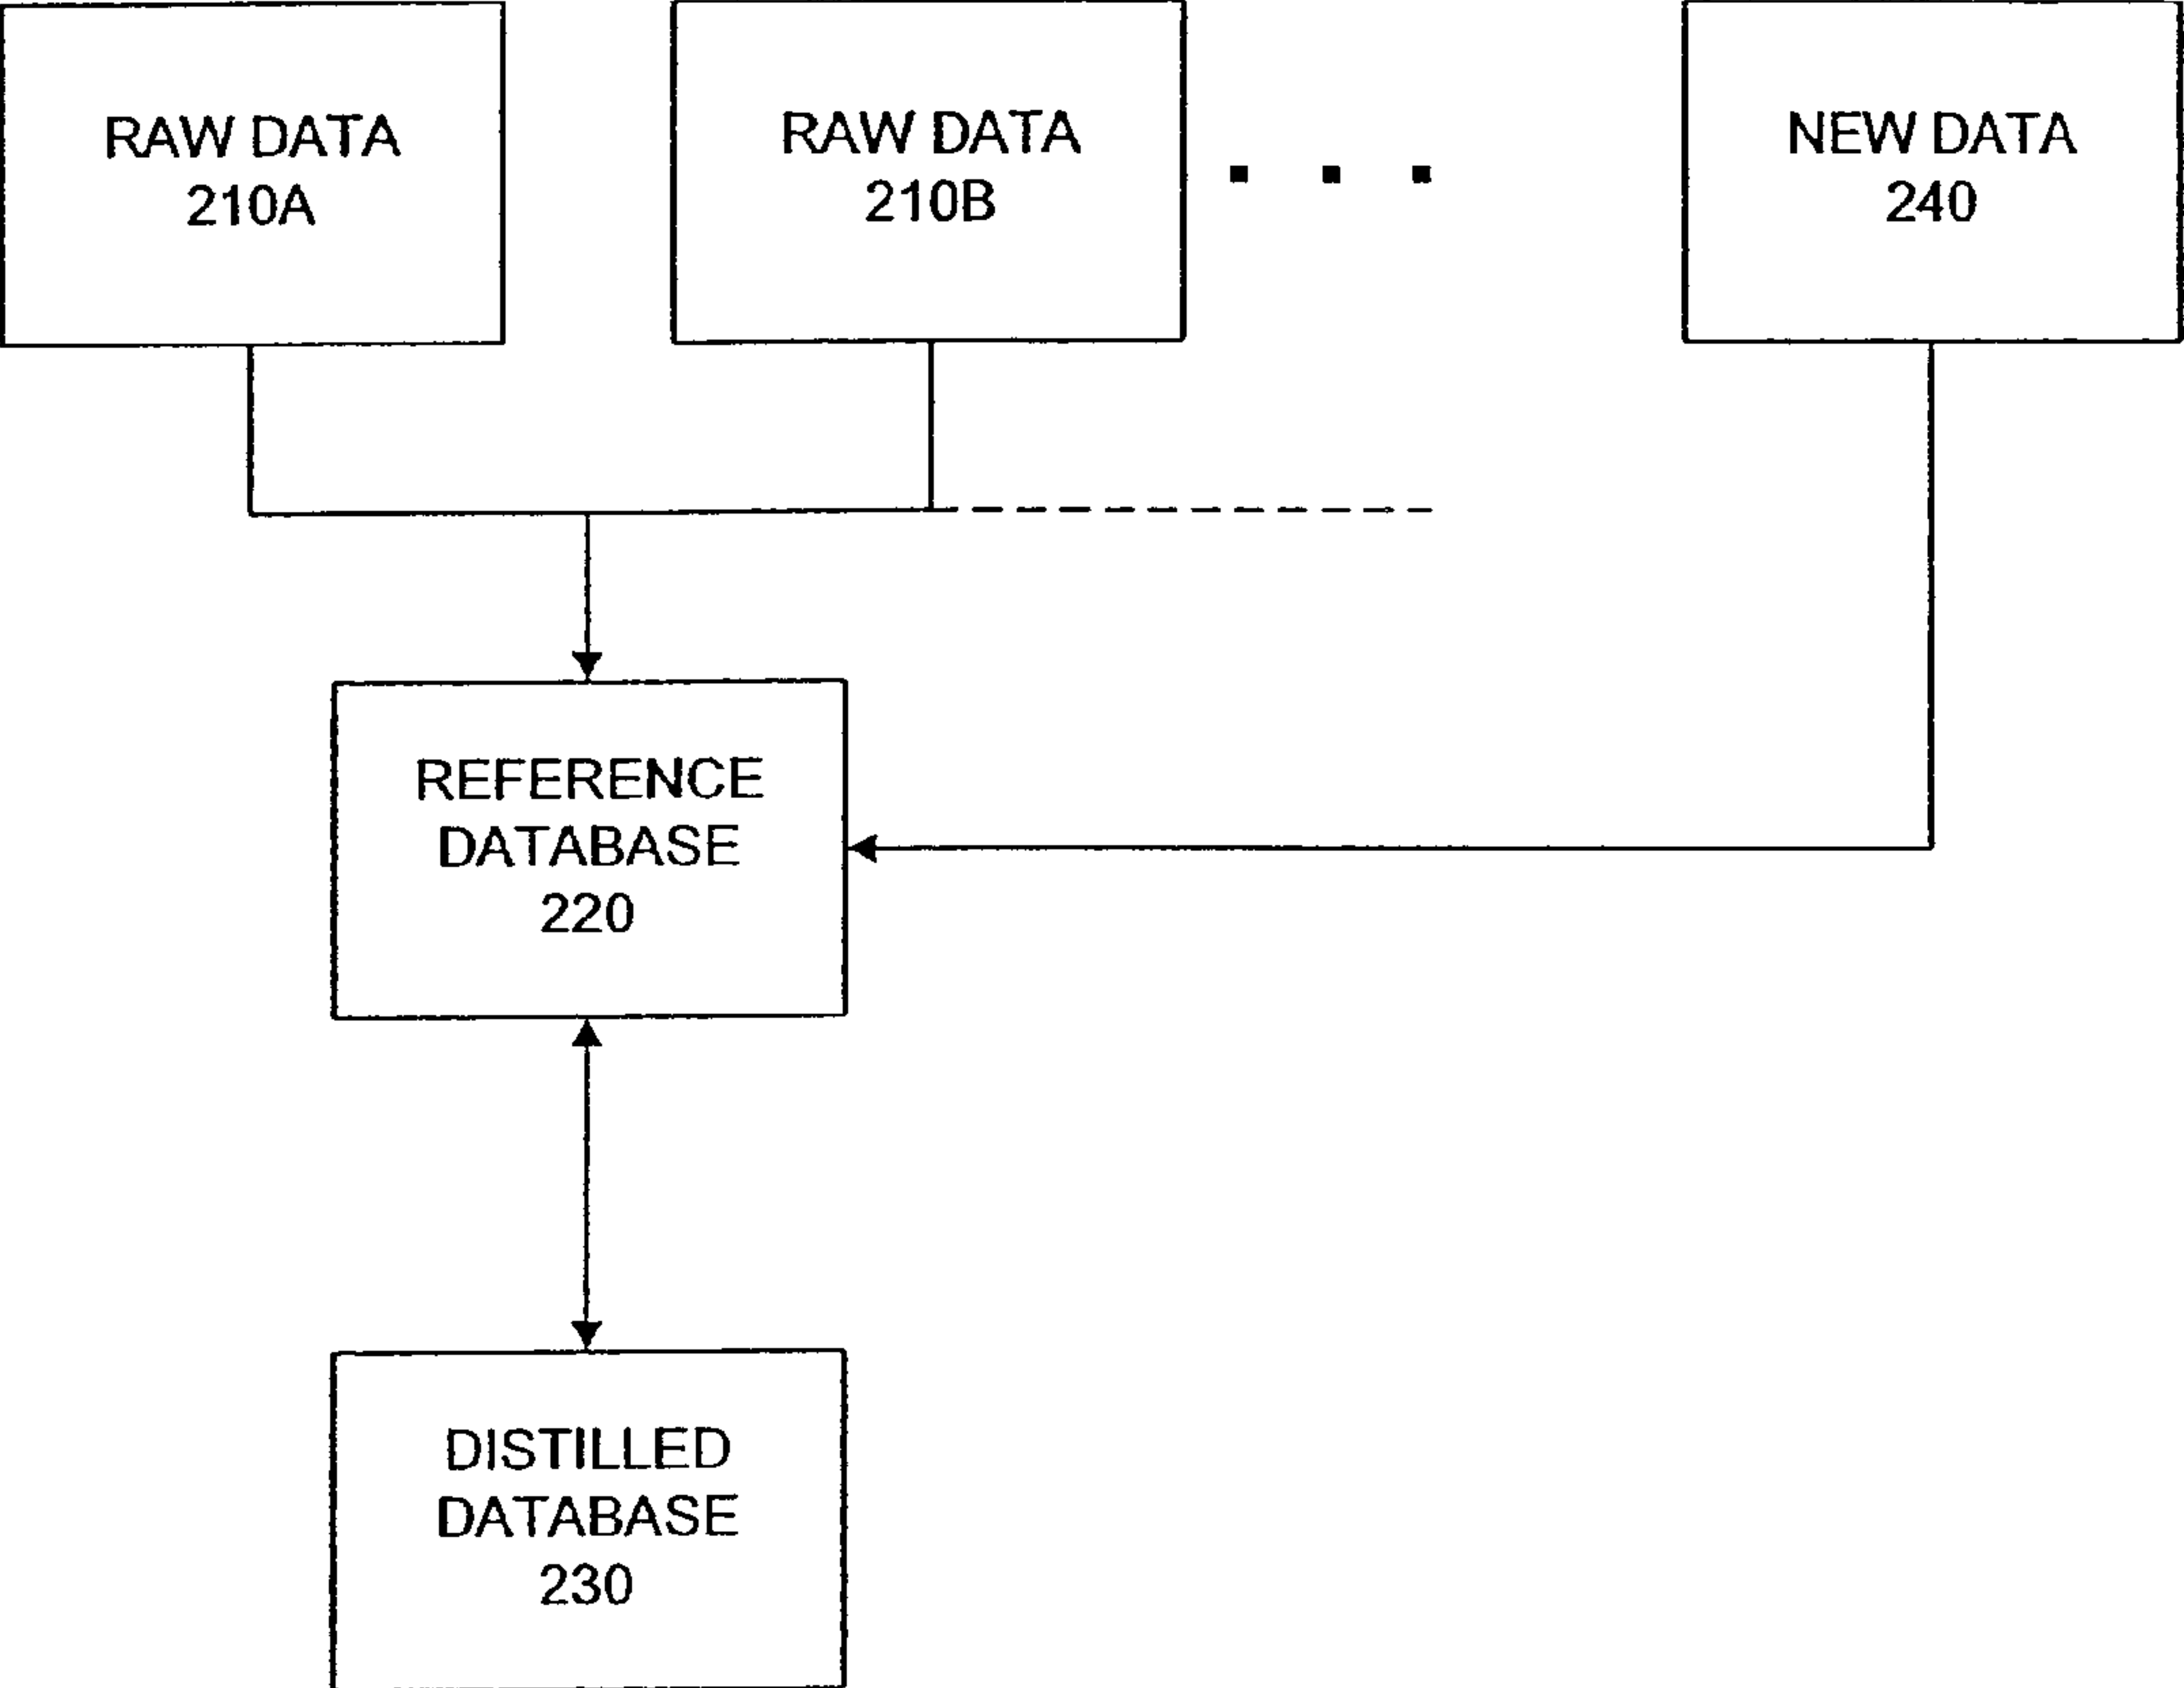 RAW DATA
210A
RAW DATA
210B
NEW DATA
240
REFERENCE
DATABASE
220
DISTILLED
DATABASE
230